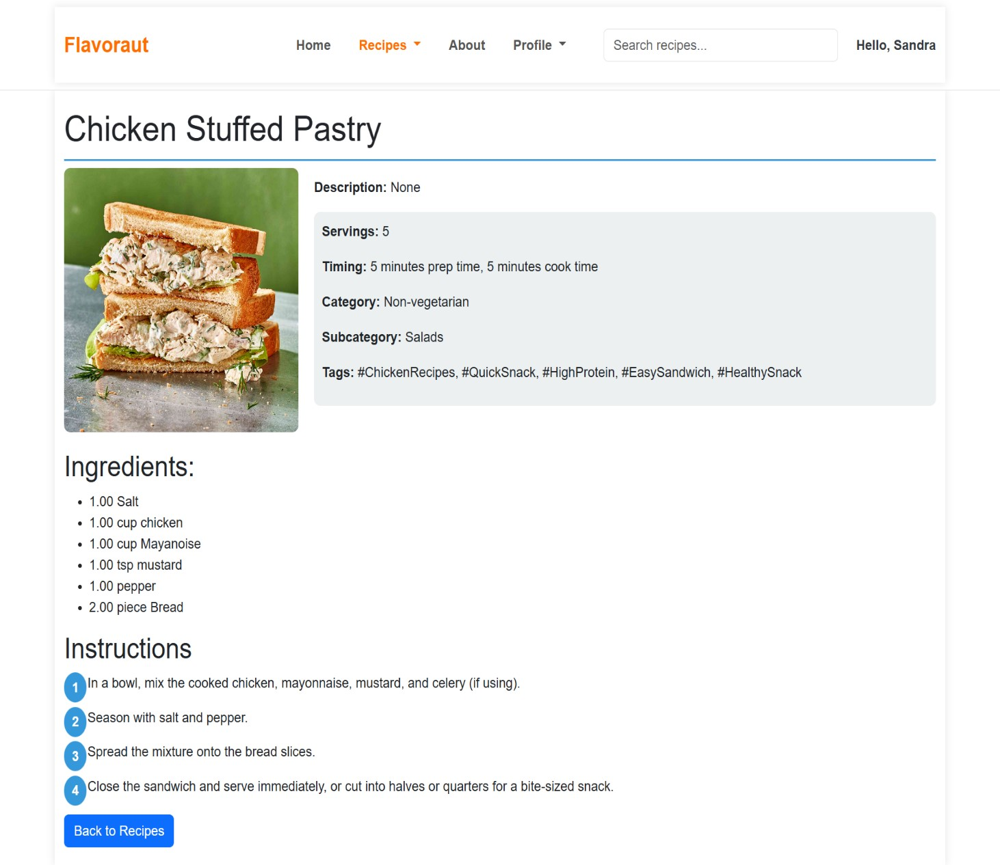 Flavoraut Home Recipes About Profile Search recipes... Hello, Sandra
Chicken Stuffed Pastry
Description: None
Servings: 5
Timing: 5 minutes prep time, 5 minutes cook time
Category: Non-vegetarian
Subcategory: Salads
Tags: #ChickenRecipes, #QuickSnack, #HighProtein, #EasySandwich, #HealthySnack
Ingredients:
• 1.00 Salt
• 1.00 cup chicken
• 1.00 cup Mayanoise
• 1.00 tsp mustard
• 1.00 pepper
• 2.00 piece Bread
Instructions
1 In a bowl, mix the cooked chicken, mayonnaise, mustard, and celery (if using).
2 Season with salt and pepper.
3 Spread the mixture onto the bread slices.
4 Close the sandwich and serve immediately, or cut into halves or quarters for a bite-sized snack.
Back to Recipes